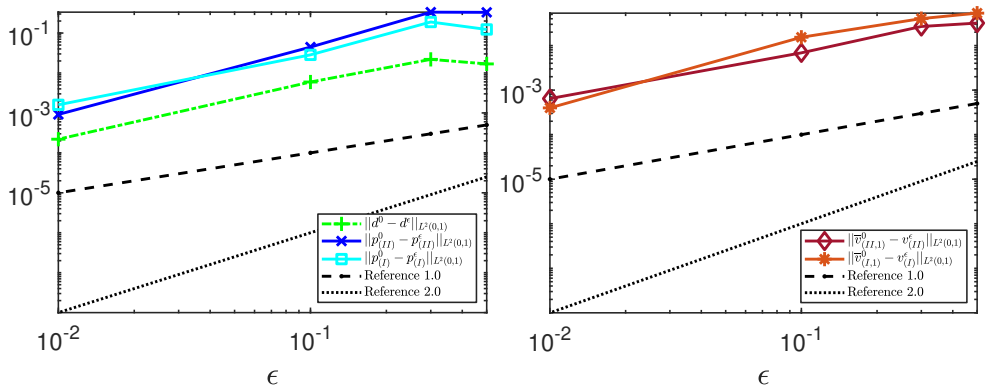 10^{-1}
10^{-3}
10^{-5}
||d^0 − d^ϵ||_{L^2(0,1)}
||p^0_{(II)} − p^ϵ_{(II)}||_{L^2(0,1)}
||p^0_{(I)} − p^ϵ_{(I)}||_{L^2(0,1)}
Reference 1.0
Reference 2.0
10^{-2}
10^{-1}
ϵ
10^{-3}
10^{-5}
||v̅^0_{(II,1)} − v^ϵ_{(II)}||_{L^2(0,1)}
||v̅^0_{(I,1)} − v^ϵ_{(I)}||_{L^2(0,1)}
Reference 1.0
Reference 2.0
10^{-2}
10^{-1}
ϵ